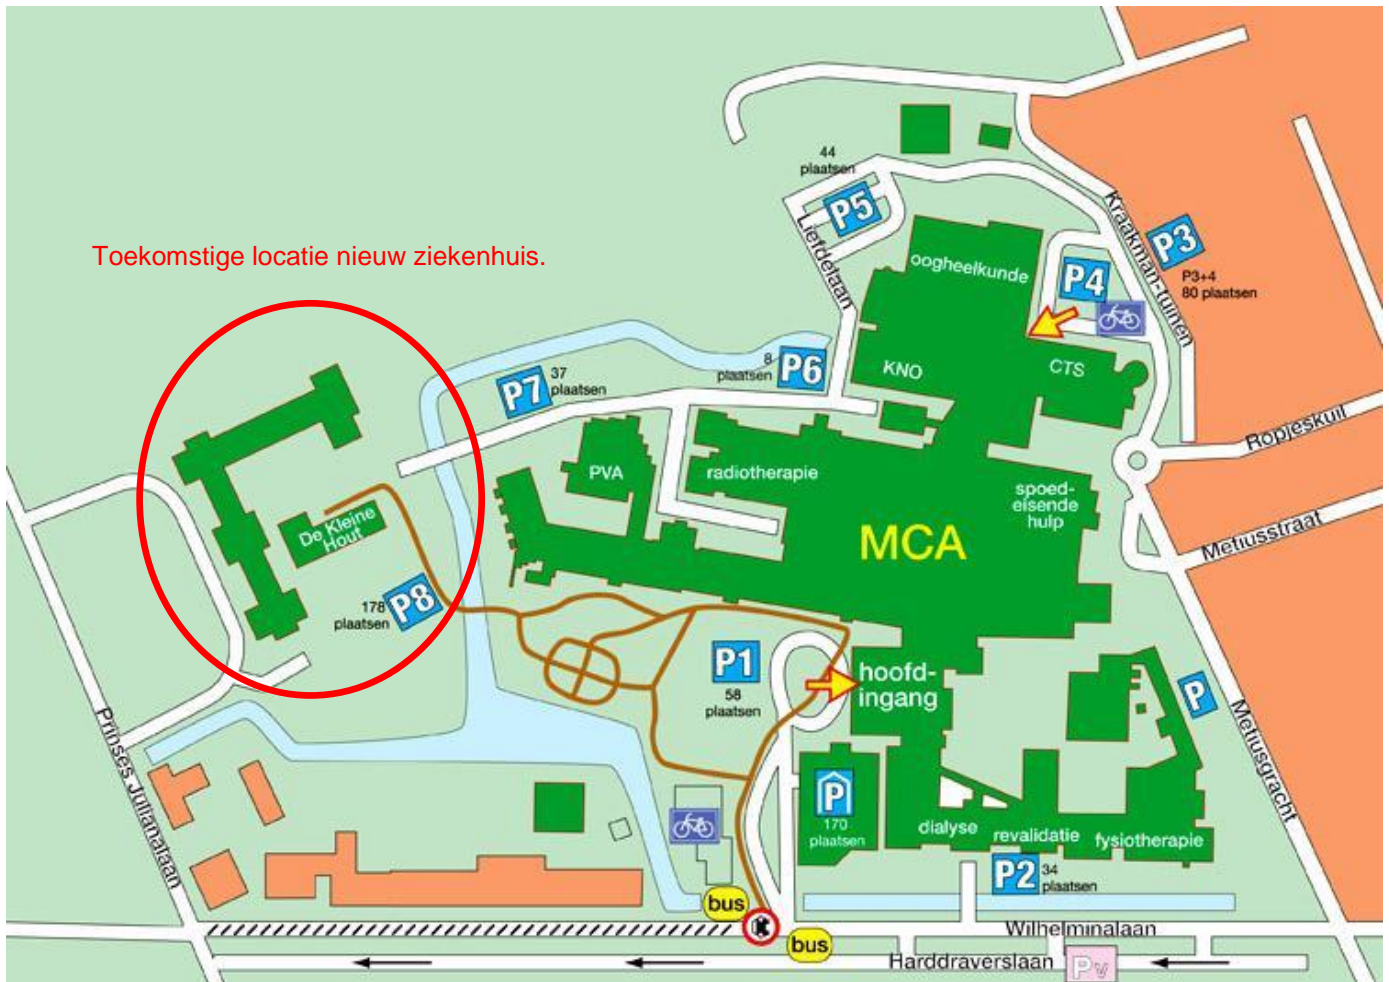 44
plaatsen
P5
Liefdelaan
Kraakman-tuinen
P3
P3+4
80 plaatsen
oogheelkunde
P4
Toekomstige locatie nieuw ziekenhuis.
8
plaatsen
P6
37
plaatsen
P7
KNO
CTS
Ropjeskuil
PVA
radiotherapie
spoed-
eisende
hulp
MCA
Metiusstraat
De Kleine
Hout
178
plaatsen
P8
P1
58
plaatsen
hoofd-
ingang
P
Metiusgracht
Prinses Julianalaan
P
170
plaatsen
dialyse
revalidatie
fysiotherapie
P2
34
plaatsen
bus
bus
Wilhelminalaan
Harddraverslaan
Pv